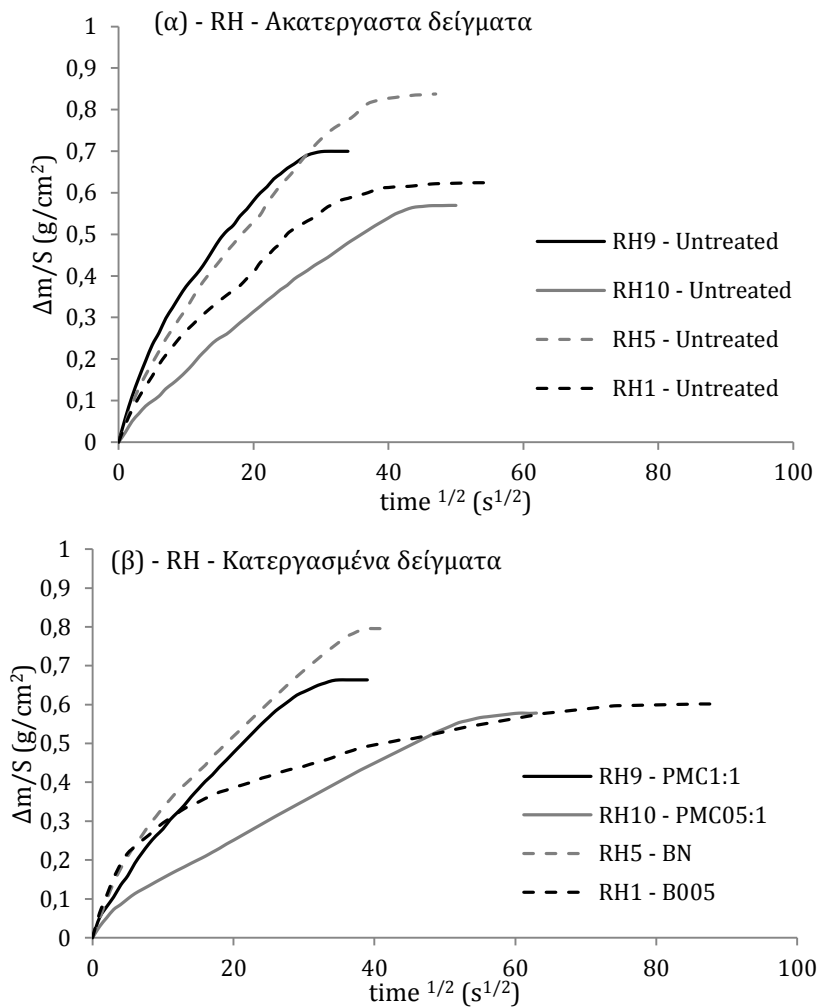 (α) - RH - Ακατεργαστα δείγματα
1
0,9
0,8
0,7
0,6
0,5
0,4
0,3
0,2
0,1
0
Δm/S (g/cm²)
RH9 - Untreated
RH10 - Untreated
RH5 - Untreated
RH1 - Untreated
0 20 40 60 80 100
time ¹/² (s¹/²)
(β) - RH - Κατεργασμένα δείγματα
1
0,9
0,8
0,7
0,6
0,5
0,4
0,3
0,2
0,1
0
Δm/S (g/cm²)
RH9 - PMC1:1
RH10 - PMC05:1
RH5 - BN
RH1 - B005
0 20 40 60 80 100
time ¹/² (s¹/²)